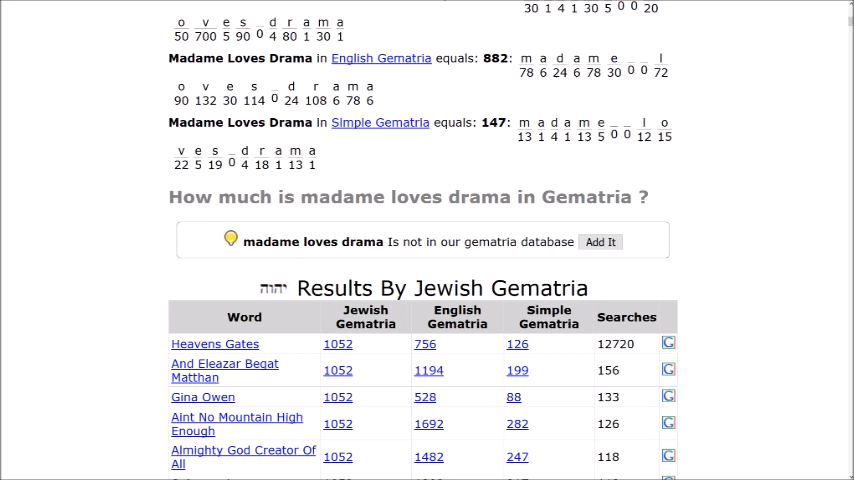 30 1 4 1 30 5 0 0 20
o v e s _ d r a m a
50 700 5 90 0 4 80 1 30 1
Madame Loves Drama in English Gematria equals: 882: m a d a m e _ _ l
78 6 24 6 78 30 0 0 72
o v e s _ d r a m a
90 132 30 114 0 24 108 6 78 6
Madame Loves Drama in Simple Gematria equals: 147: m a d a m e _ _ l o
13 1 4 1 13 5 0 0 12 15
v e s _ d r a m a
22 5 19 0 4 18 1 13 1
How much is madame loves drama in Gematria ?
madame loves drama Is not in our gematria database Add It
יהוה Results By Jewish Gematria
Word Jewish Gematria English Gematria Simple Gematria Searches
Heavens Gates 1052 756 126 12720 G
And Eleazar Begat Matthan 1052 1194 199 156 G
Gina Owen 1052 528 88 133 G
Aint No Mountain High Enough 1052 1692 282 126 G
Almighty God Creator Of All 1052 1482 247 118 G